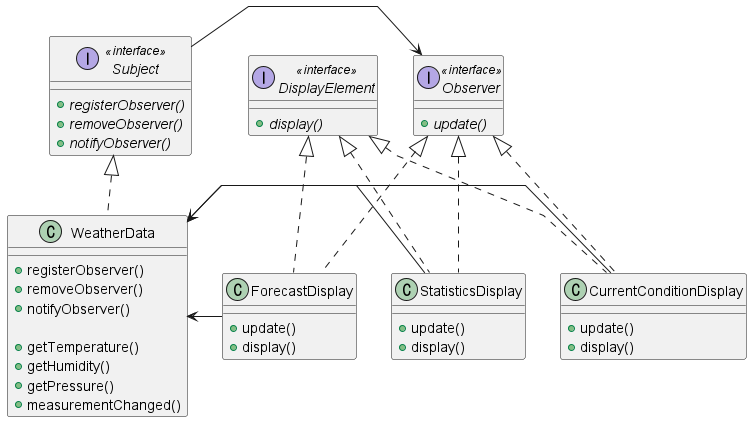 I
«interface»
Subject
registerObserver()
removeObserver()
notifyObserver()
I
«interface»
DisplayElement
display()
I
«interface»
Observer
update()
C
WeatherData
registerObserver()
removeObserver()
notifyObserver()
getTemperature()
getHumidity()
getPressure()
measurementChanged()
C
ForecastDisplay
update()
display()
C
StatisticsDisplay
update()
display()
C
CurrentConditionDisplay
update()
display()